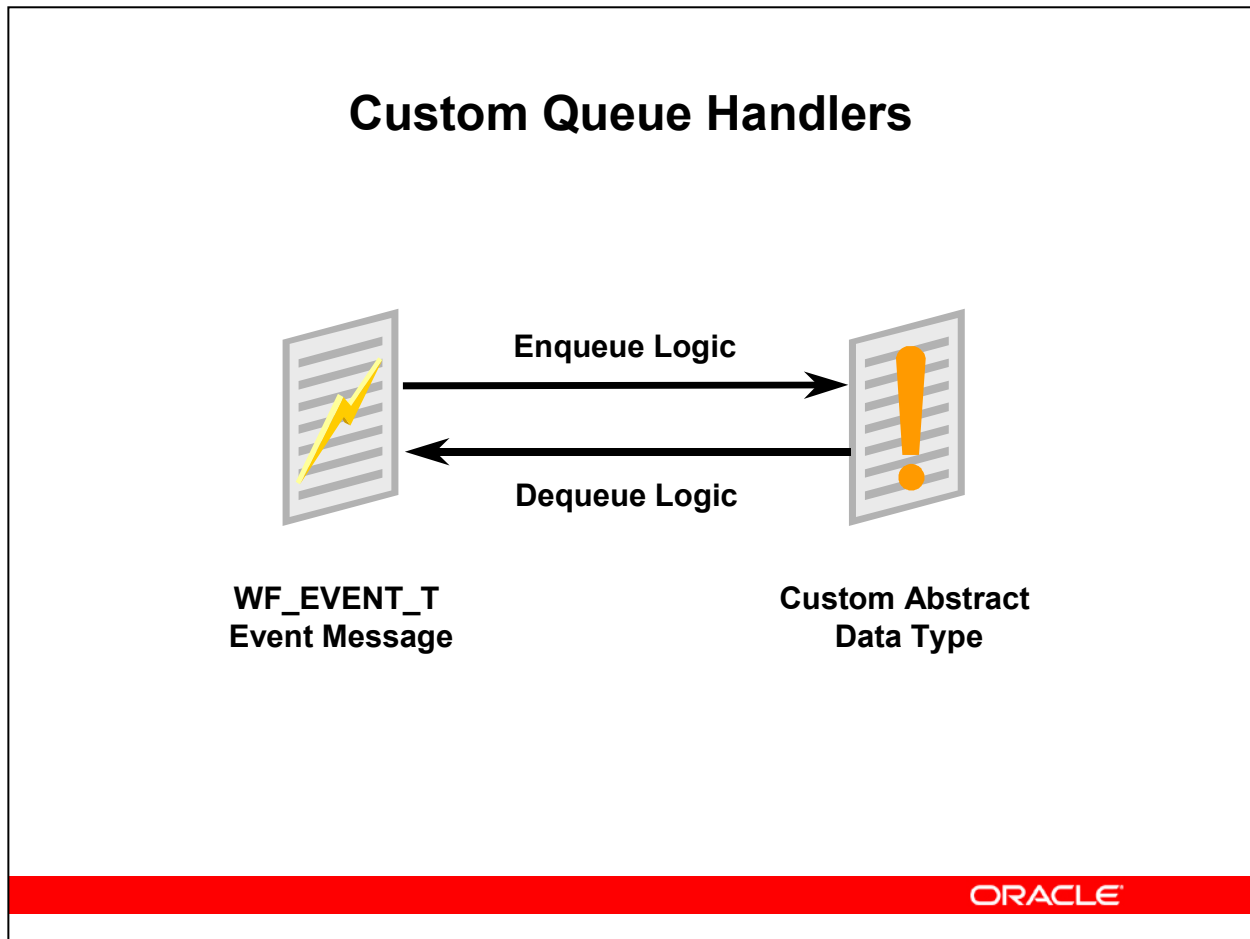 Custom Queue Handlers
Enqueue Logic
Dequeue Logic
WF_EVENT_T
Event Message
Custom Abstract
Data Type
ORACLE